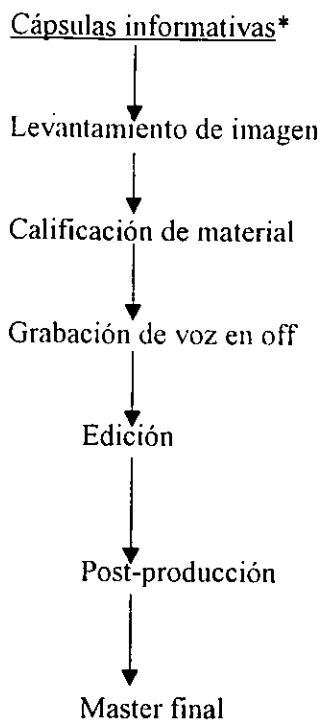 Cápsulas informativas*
Levantamiento de imagen
Calificación de material
Grabación de voz en off
Edición
Post-producción
Master final